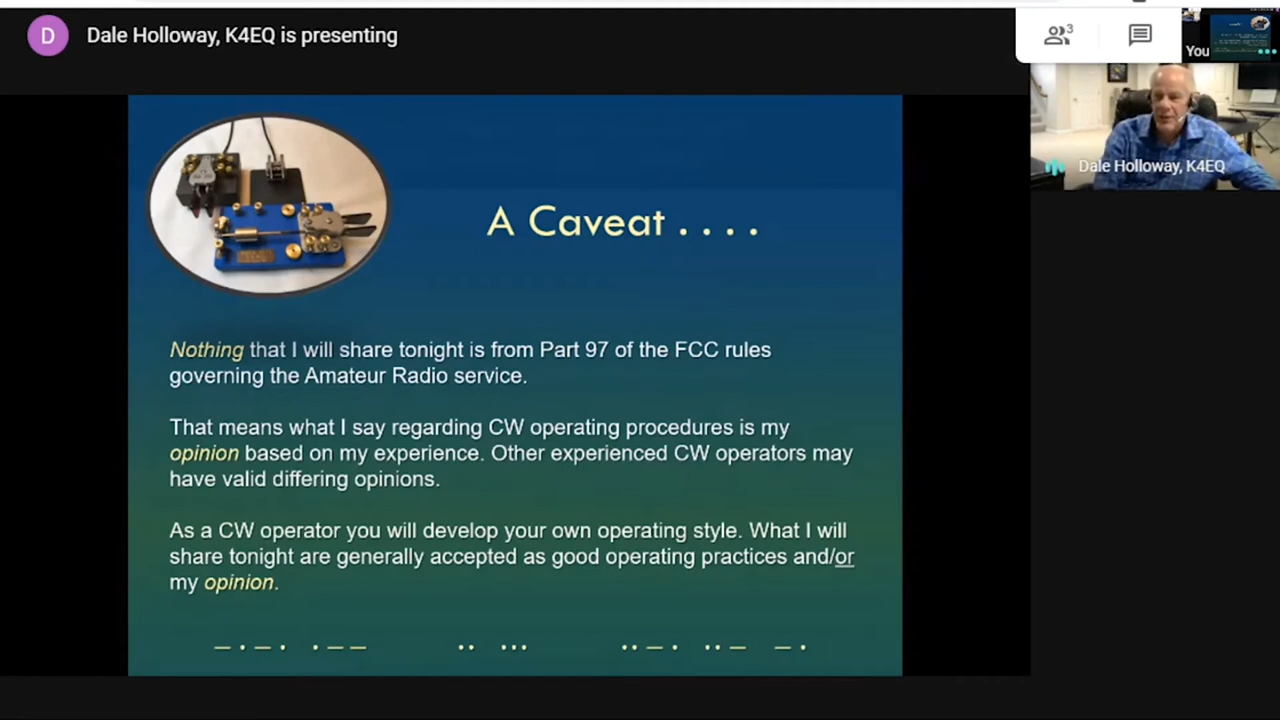 D
Dale Holloway, K4EQ is presenting
3
You
Dale Holloway, K4EQ
A Caveat . . . .
Nothing that I will share tonight is from Part 97 of the FCC rules
governing the Amateur Radio service.
That means what I say regarding CW operating procedures is my
opinion based on my experience. Other experienced CW operators may
have valid differing opinions.
As a CW operator you will develop your own operating style. What I will
share tonight are generally accepted as good operating practices and/or
my opinion.
– · – · · – – · · · · · · · – · · · – – ·